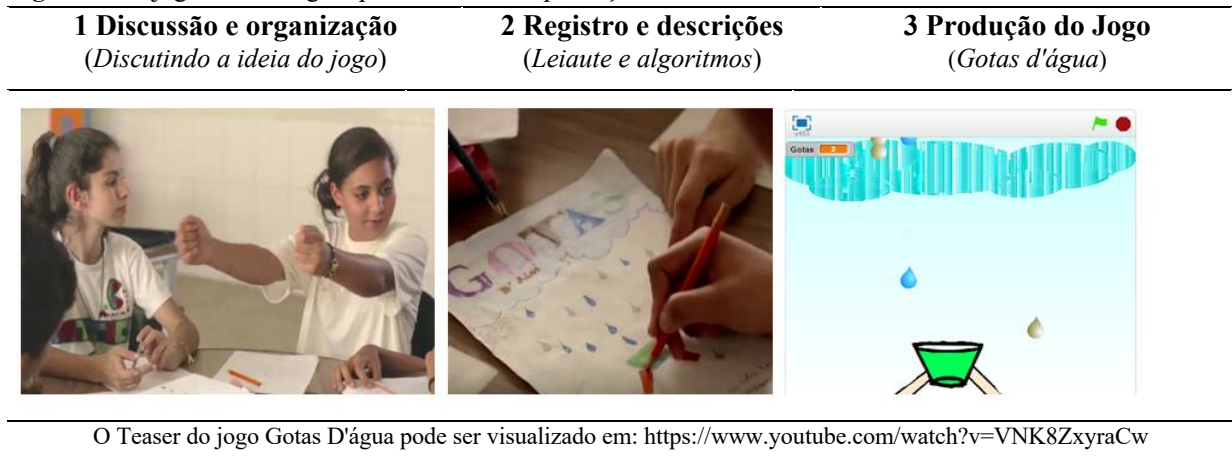 1 Discussão e organização
(Discutindo a ideia do jogo)
2 Registro e descrições
(Leiaute e algoritmos)
3 Produção do Jogo
(Gotas d'água)
GOTAS
Gotas 2
O Teaser do jogo Gotas D'água pode ser visualizado em: https://www.youtube.com/watch?v=VNK8ZxyraCw